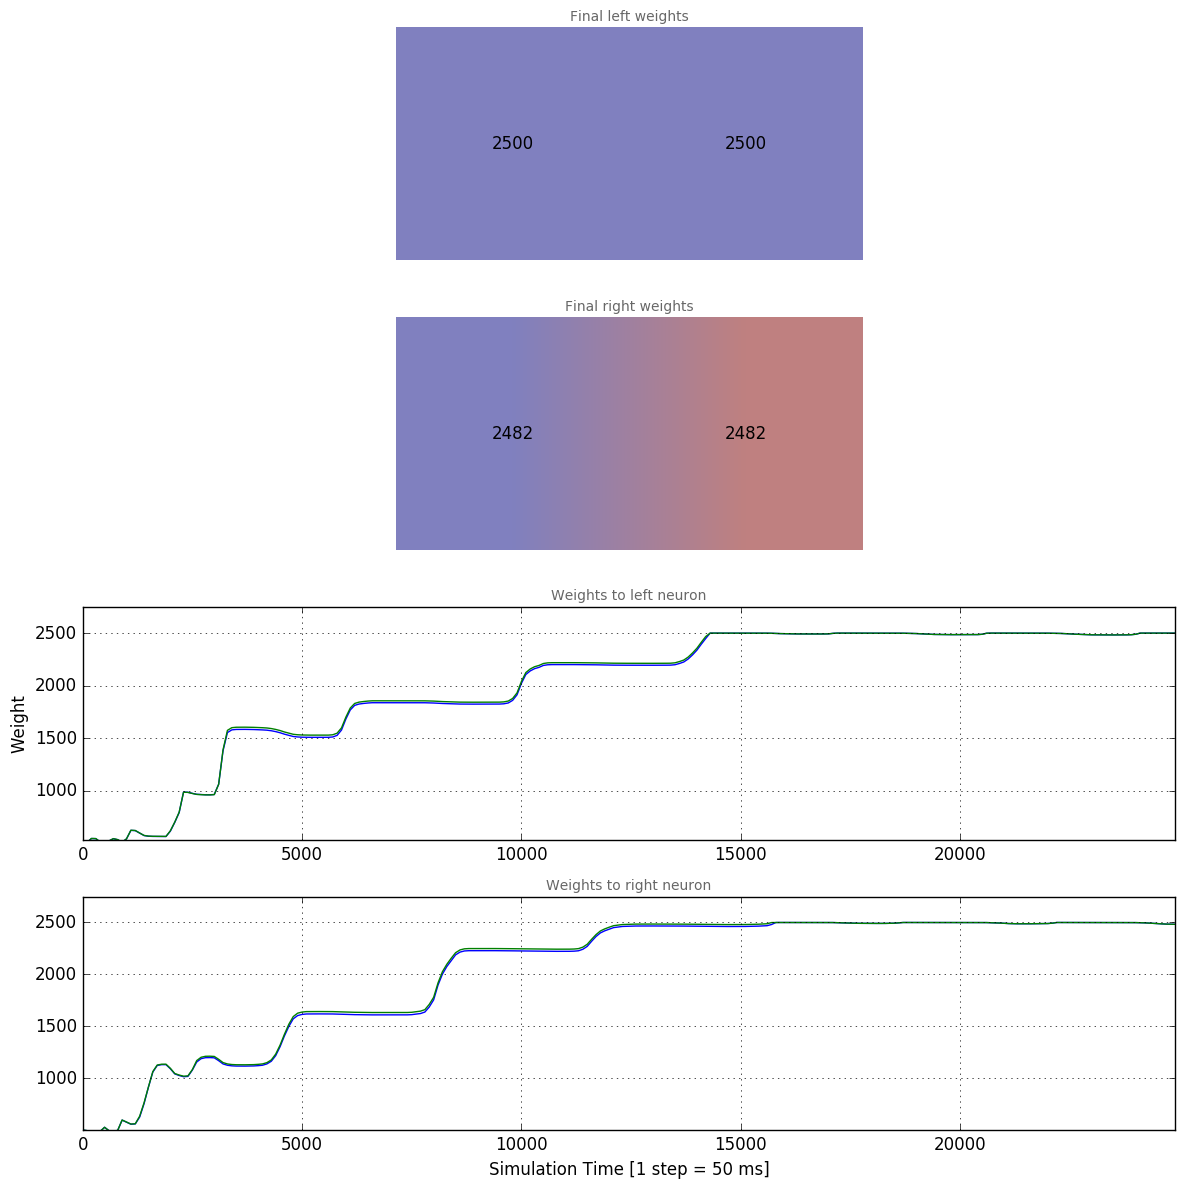 Final left weights
2500 2500
Final right weights
2482 2482
Weights to left neuron
2500
2000
1500
1000
Weight
0 5000 10000 15000 20000
Weights to right neuron
2500
2000
1500
1000
0 5000 10000 15000 20000
Simulation Time [1 step = 50 ms]